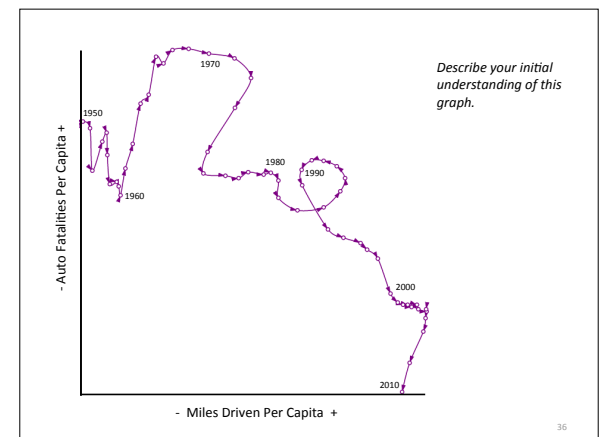 1950
1970
1960
1980
1990
2000
2010
- Auto Fatalities Per Capita +
- Miles Driven Per Capita +
Describe your initial
understanding of this
graph.
36